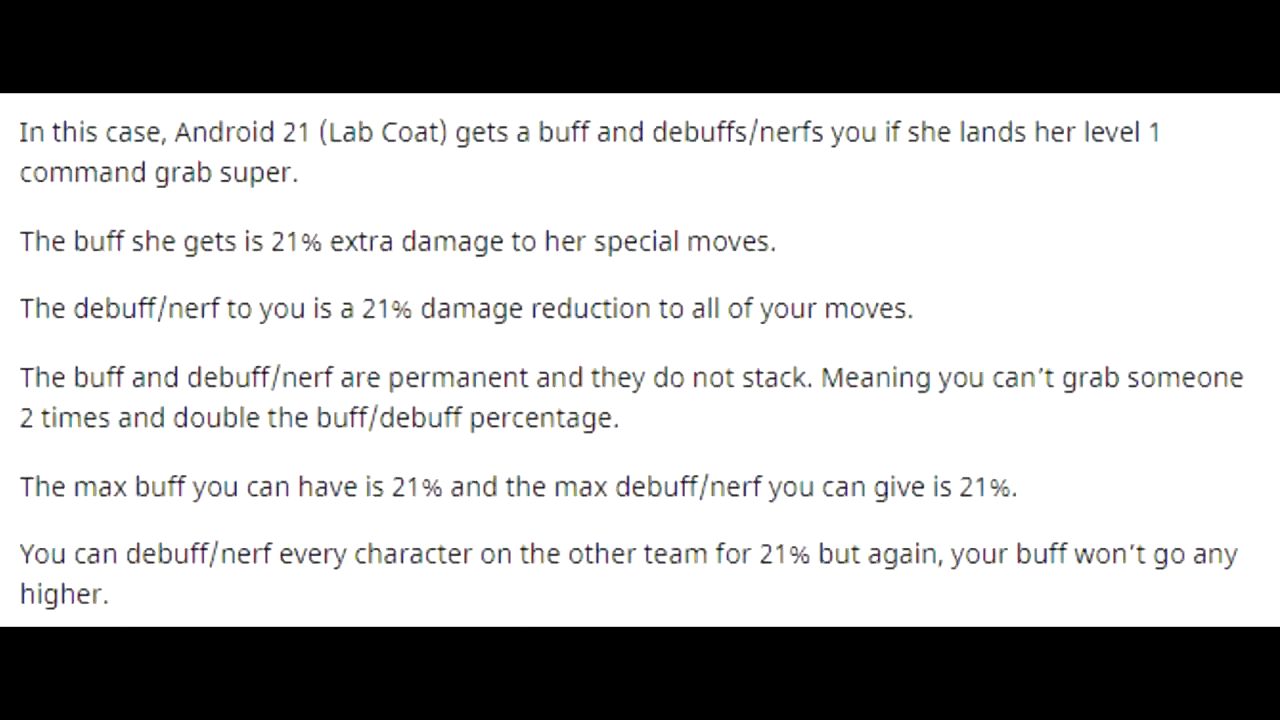 In this case, Android 21 (Lab Coat) gets a buff and debuffs/nerfs you if she lands her level 1
command grab super.
The buff she gets is 21% extra damage to her special moves.
The debuff/nerf to you is a 21% damage reduction to all of your moves.
The buff and debuff/nerf are permanent and they do not stack. Meaning you can’t grab someone
2 times and double the buff/debuff percentage.
The max buff you can have is 21% and the max debuff/nerf you can give is 21%.
You can debuff/nerf every character on the other team for 21% but again, your buff won’t go any
higher.